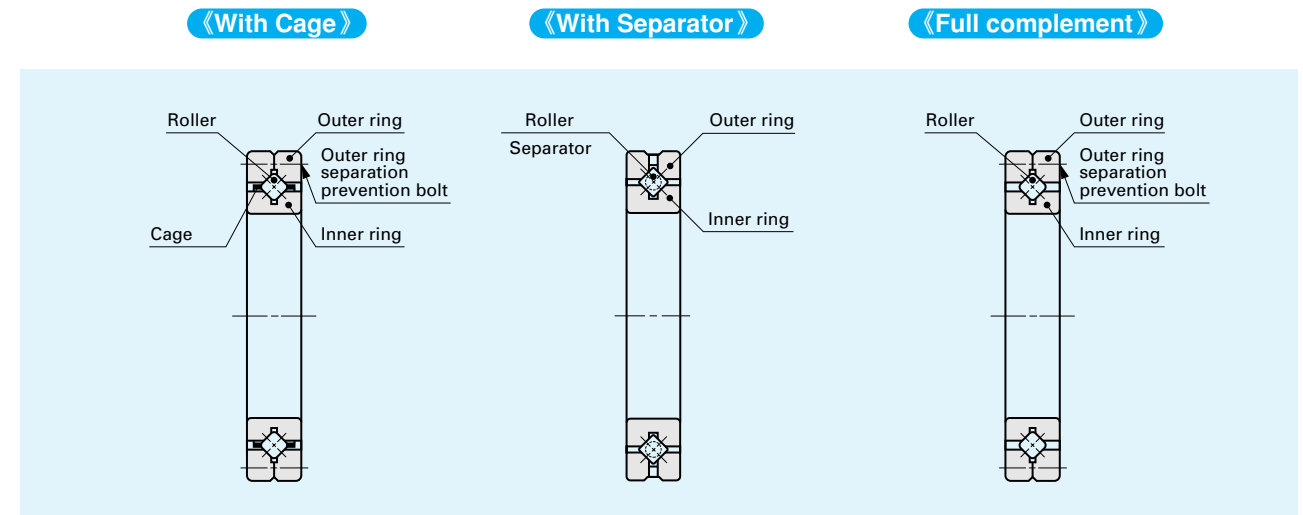 《With Cage》
《With Separator》
《Full complement》
Roller
Outer ring
Outer ring
separation
prevention bolt
Cage
Inner ring
Roller
Separator
Outer ring
Inner ring
Roller
Outer ring
Outer ring
separation
prevention bolt
Inner ring